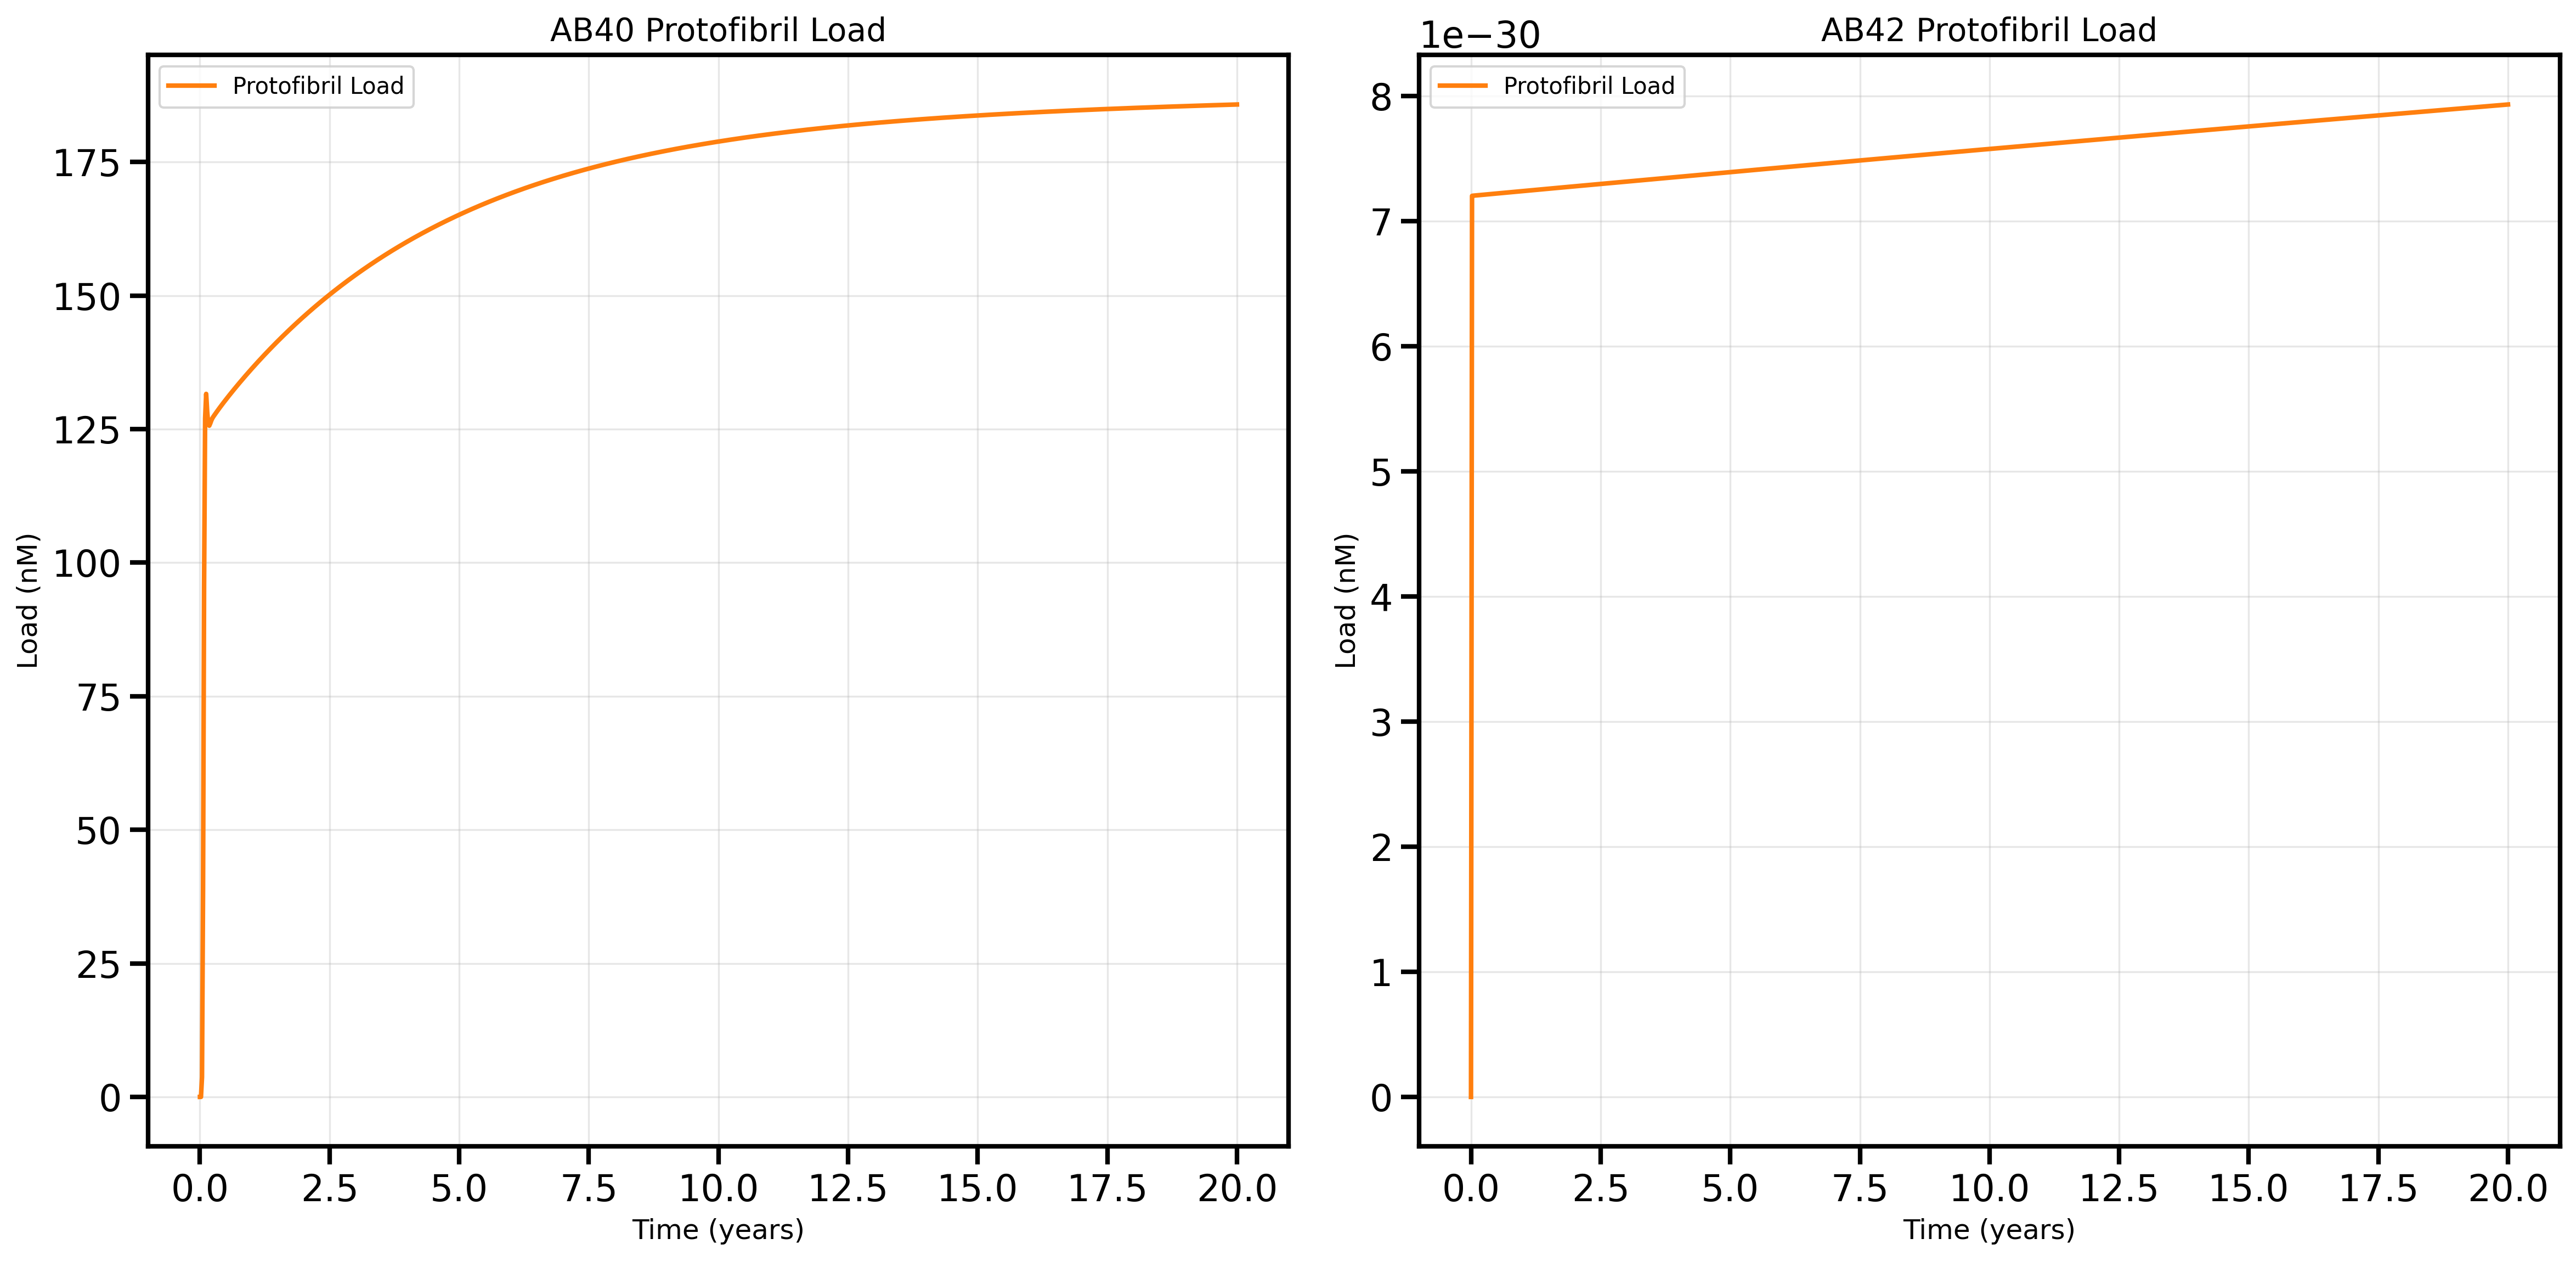 AB40 Protofibril Load
Protofibril Load
Load (nM)
175
150
125
100
75
50
25
0
0.0 2.5 5.0 7.5 10.0 12.5 15.0 17.5 20.0
Time (years)
AB42 Protofibril Load
1e−30
Protofibril Load
Load (nM)
8
7
6
5
4
3
2
1
0
0.0 2.5 5.0 7.5 10.0 12.5 15.0 17.5 20.0
Time (years)